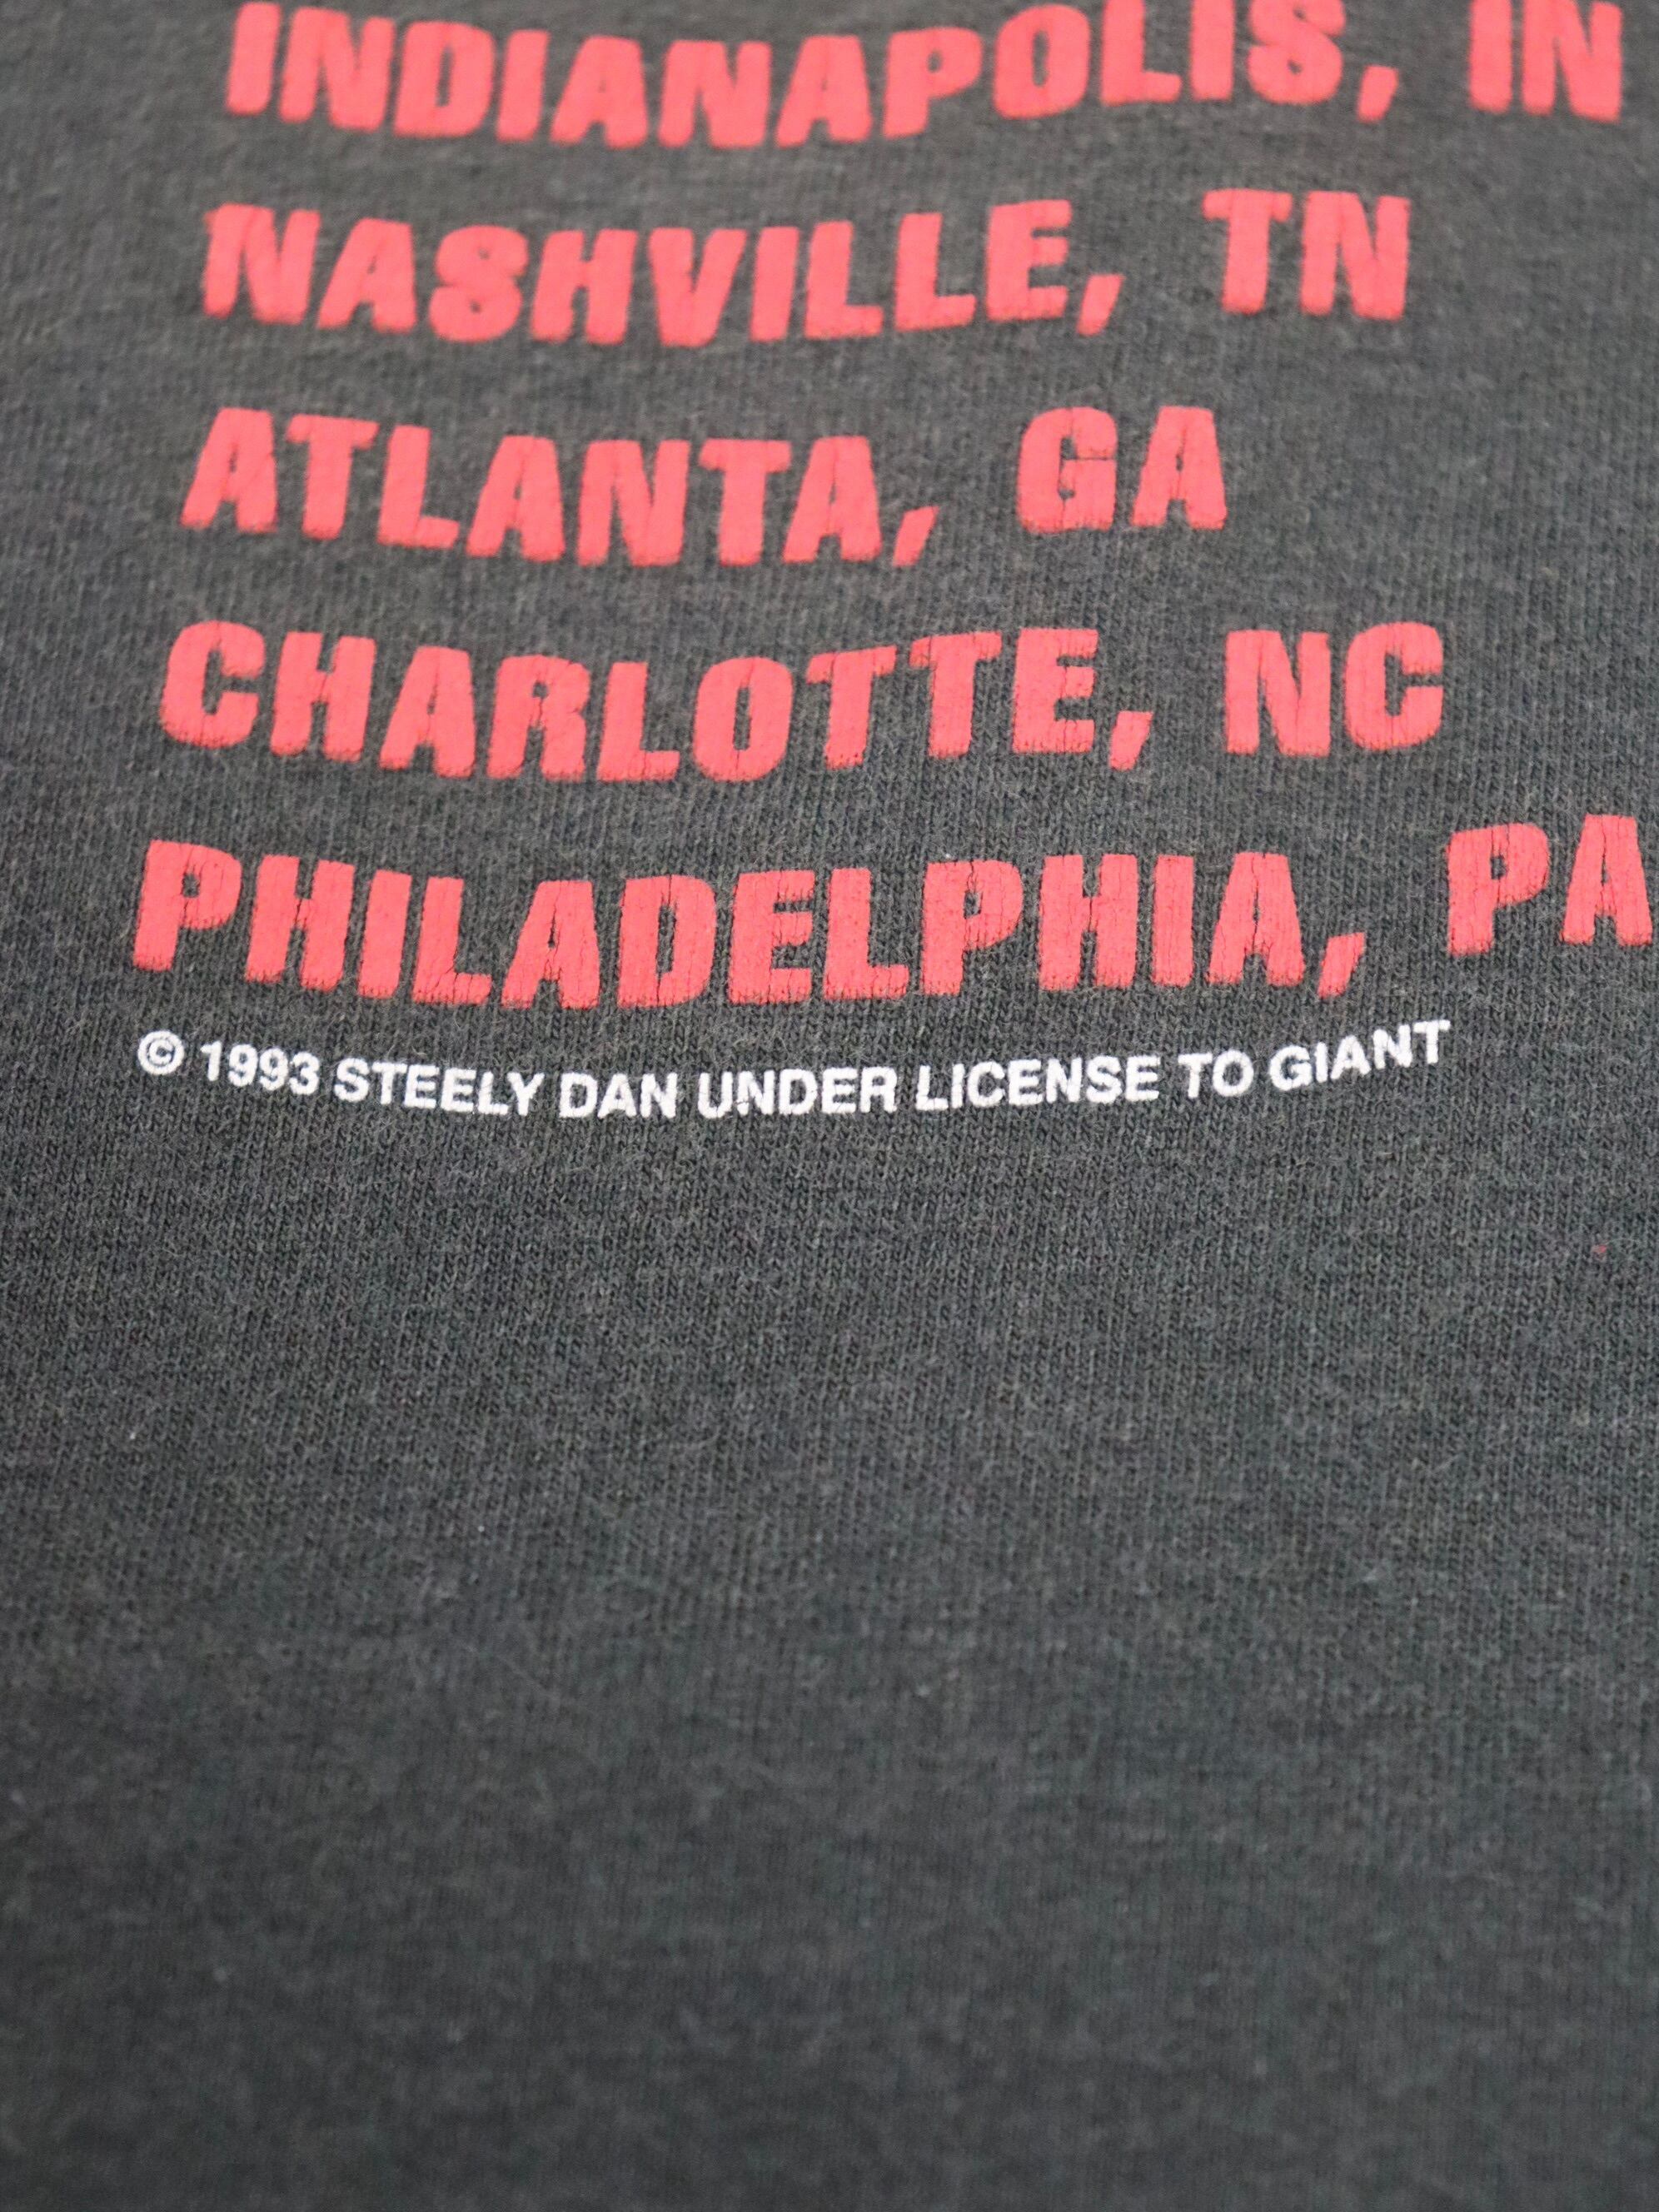 INDIANAPOLIS, IN
NASHVILLE, TN
ATLANTA, GA
CHARLOTTE, NC
PHILADELPHIA, PA
© 1993 STEELY DAN UNDER LICENSE TO GIANT